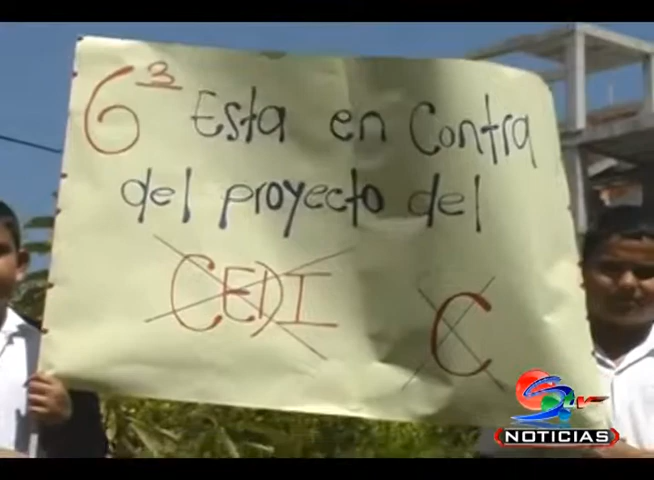 6³ Esta en Contra
del proyecto del
CEDI C
NOTICIAS